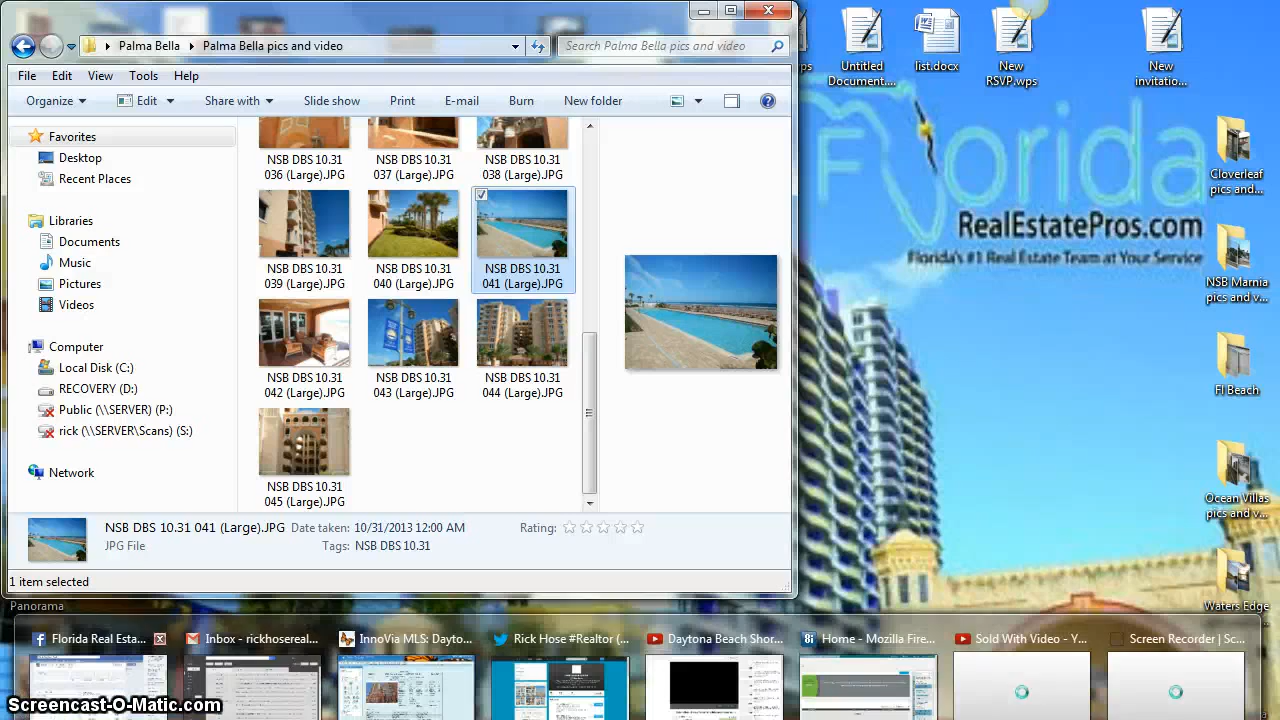 Palma Bella pics and video
Search Palma Bella pics and video
File Edit Tools Help
Organize Edit Share with Slide show Print E-mail Burn New folder
Favorites
Desktop
Recent Places
Libraries
Documents
Music
Pictures
Videos
Computer
Local Disk (C:)
RECOVERY (D:)
Public (\\SERVER) (P:)
rick (\\SERVER\Scans) (S:)
Network
NSB DBS 10.31
036 (Large).JPG
NSB DBS 10.31
037 (Large).JPG
NSB DBS 10.31
038 (Large).JPG
NSB DBS 10.31
039 (Large).JPG
NSB DBS 10.31
040 (Large).JPG
NSB DBS 10.31
041 (Large).JPG
NSB DBS 10.31
042 (Large).JPG
NSB DBS 10.31
043 (Large).JPG
NSB DBS 10.31
044 (Large).JPG
NSB DBS 10.31
045 (Large).JPG
NSB DBS 10.31 041 (Large).JPG Date taken: 10/31/2013 12:00 AM Rating:
JPG File Tags: NSB DBS 10.31
1 item selected
Untitled
Document....
list.docx
New
RSVP.wps
New
invitatio...
Florida
RealEstatePros.com
Florida's #1 Real Estate Team at Your Service
Cloverleaf
pics and...
NSB Marnia
pics and v...
Fl Beach
Ocean Villas
pics and v...
Waters Edge
Panorama
Florida Real Esta...
Inbox - rickhosereal...
InnoVia MLS: Dayto...
Rick Hose #Realtor (...
Daytona Beach Shor...
Home - Mozilla Fire...
Sold With Video - Y...
Screen Recorder | Sc...
Screencast-O-Matic.com